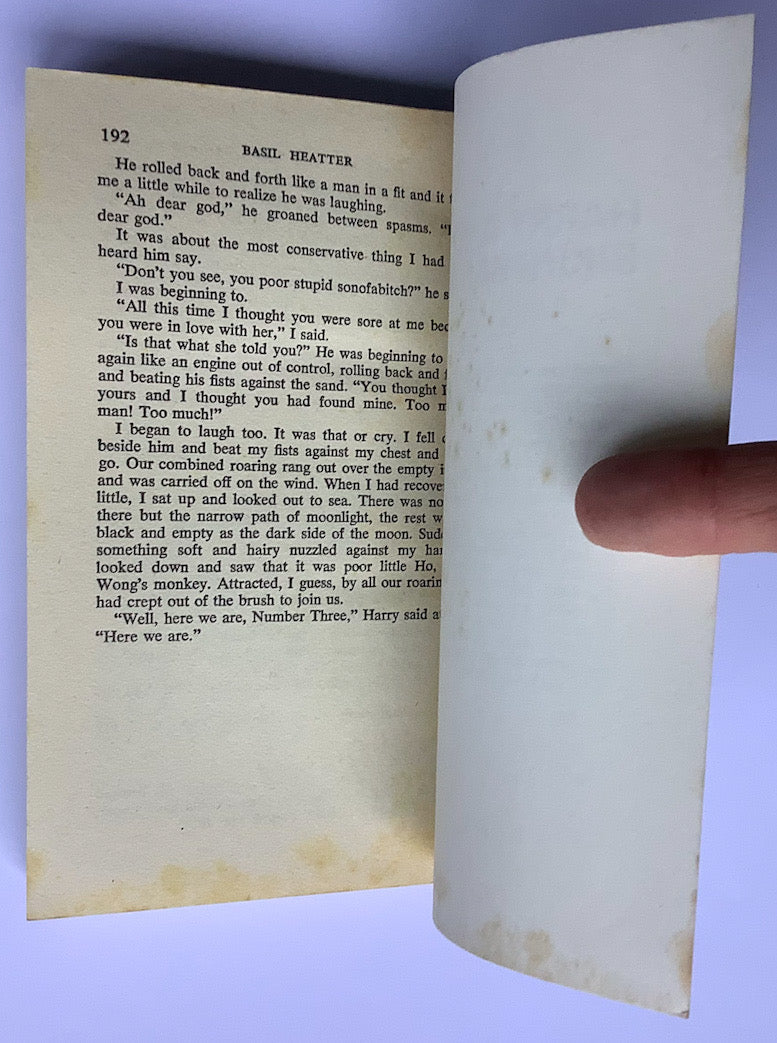 192
BASIL HEATTER
He rolled back and forth like a man in a fit and it
me a little while to realize he was laughing.
“Ah dear god,” he groaned between spasms.
dear god.”
It was about the most conservative thing I had
heard him say.
“Don’t you see, you poor stupid sonofabitch?” he
I was beginning to.
“All this time I thought you were sore at me
you were in love with her,” I said.
“Is that what she told you?” He was beginning to
again like an engine out of control, rolling back and
and beating his fists against the sand. “You thought
yours and I thought you had found mine. Too
man! Too much!”
I began to laugh too. It was that or cry. I fell
beside him and beat my fists against my chest and
go. Our combined roaring rang out over the empty
and was carried off on the wind. When I had
little, I sat up and looked out to sea. There was
there but the narrow path of moonlight, the rest
black and empty as the dark side of the moon.
something soft and hairy nuzzled against my
looked down and saw that it was poor little Ho,
Wong’s monkey. Attracted, I guess, by all our
had crept out of the brush to join us.
“Well, here we are, Number Three,” Harry said
“Here we are.”